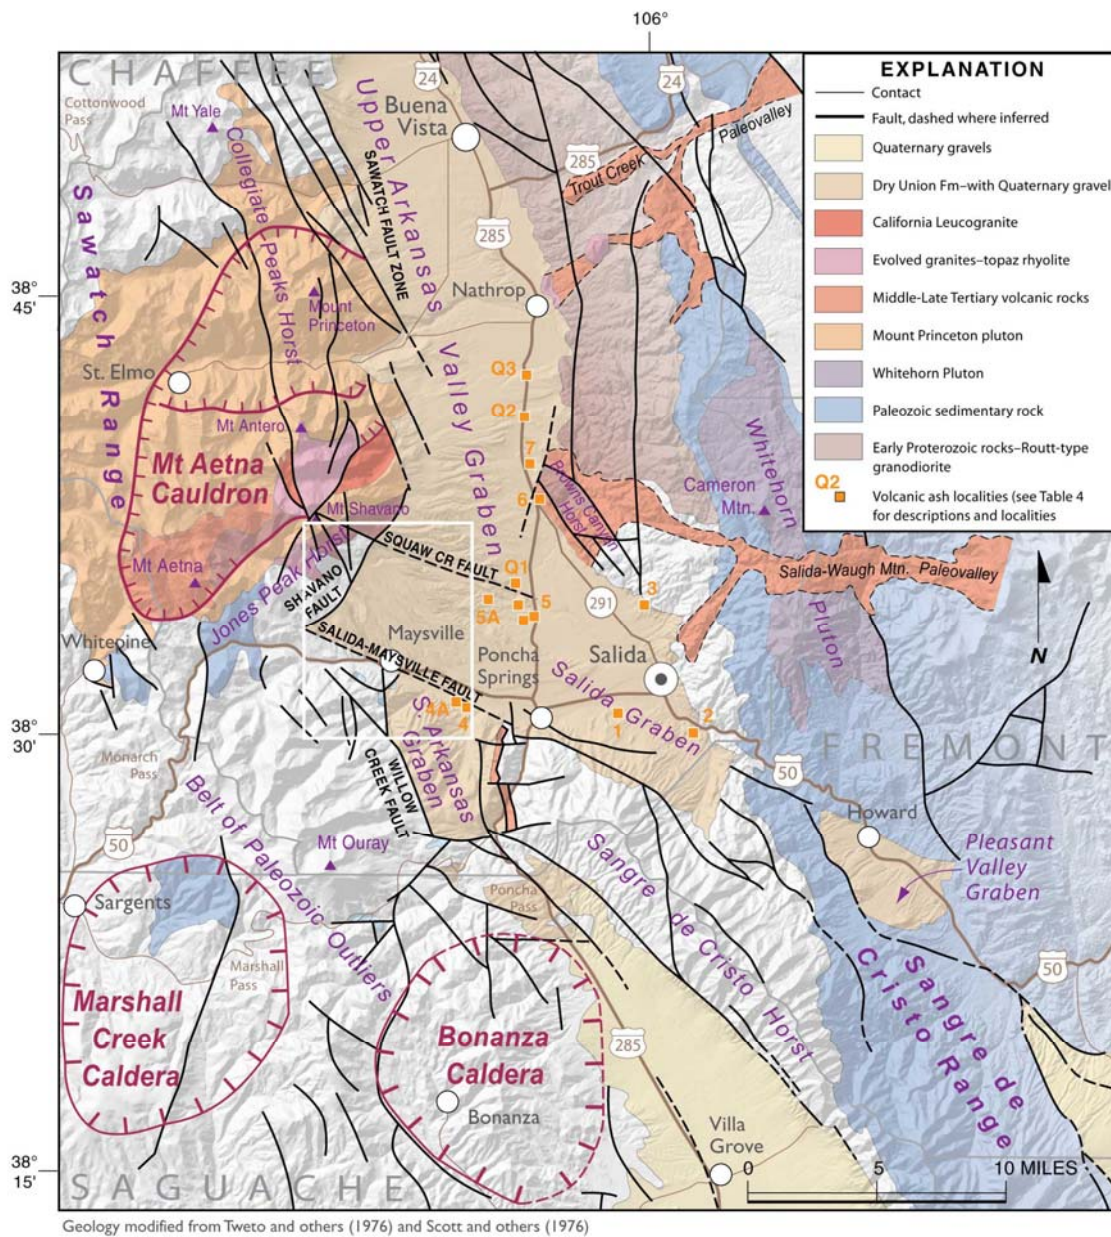 106°
CHAFFEE
24
24
EXPLANATION
Contact
Fault, dashed where inferred
Quaternary gravels
Dry Union Fm–with Quaternary gravel
California Leucogranite
Evolved granites–topaz rhyolite
Middle-Late Tertiary volcanic rocks
Mount Princeton pluton
Whitehorn Pluton
Paleozoic sedimentary rock
Early Proterozoic rocks–Routt-type
granodiorite
Q2
Volcanic ash localities (see Table 4
for descriptions and localities
Cottonwood
Pass
Mt Yale
Buena
Vista
Upper Arkansas
Valley Graben
SAWATCH FAULT ZONE
Collegiate Peaks Horst
Sawatch Range
285
Trout Creek
Paleovalley
285
38°
45'
Nathrop
Mount
Princeton
St. Elmo
Q3
Q2
7
6
Mt Antero
Mt Aetna
Cauldron
Browns Canyon
Horst
Cameron
Mtn.
Whitehorn
Pluton
Mt Shavano
SQUAW CR FAULT
Mt Aetna
Jones Peak Horst
SHAVANO
FAULT
Q1
5
5A
291
3
Salida-Waugh Mtn. Paleovalley
N
Whitepine
Maysville
SALIDA-MAYSVILLE FAULT
Poncha
Springs
Salida
Salida Graben
4A
4
1
2
38°
30'
FREMONT
Monarch
Pass
S. Arkansas
Graben
WILLOW
CREEK FAULT
50
50
Howard
Belt of Paleozoic Outliers
Mt Ouray
Pleasant
Valley
Graben
Sargents
Poncha
Pass
Sangre de Cristo Horst
Marshall
Pass
Marshall
Creek
Caldera
Bonanza
Caldera
Bonanza
285
50
Sangre de
Cristo Range
Villa
Grove
38°
15'
SAGUACHE
0 5 10 MILES
Geology modified from Tweto and others (1976) and Scott and others (1976)